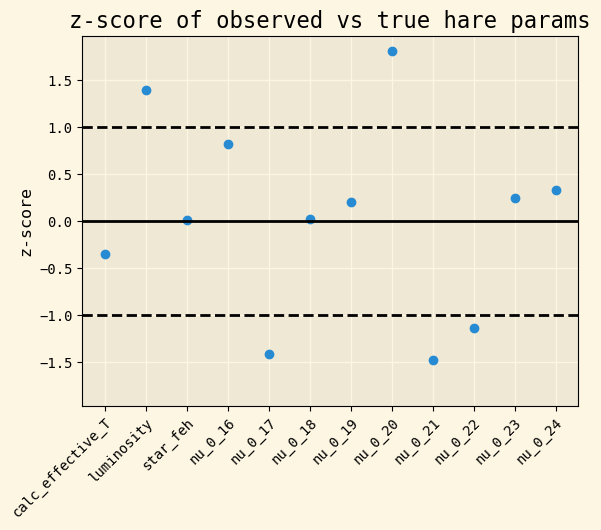 z-score of observed vs true hare params
z-score
1.5
1.0
0.5
0.0
−0.5
−1.0
−1.5
calc_effective_T
luminosity
star_feh
nu_0_16
nu_0_17
nu_0_18
nu_0_19
nu_0_20
nu_0_21
nu_0_22
nu_0_23
nu_0_24